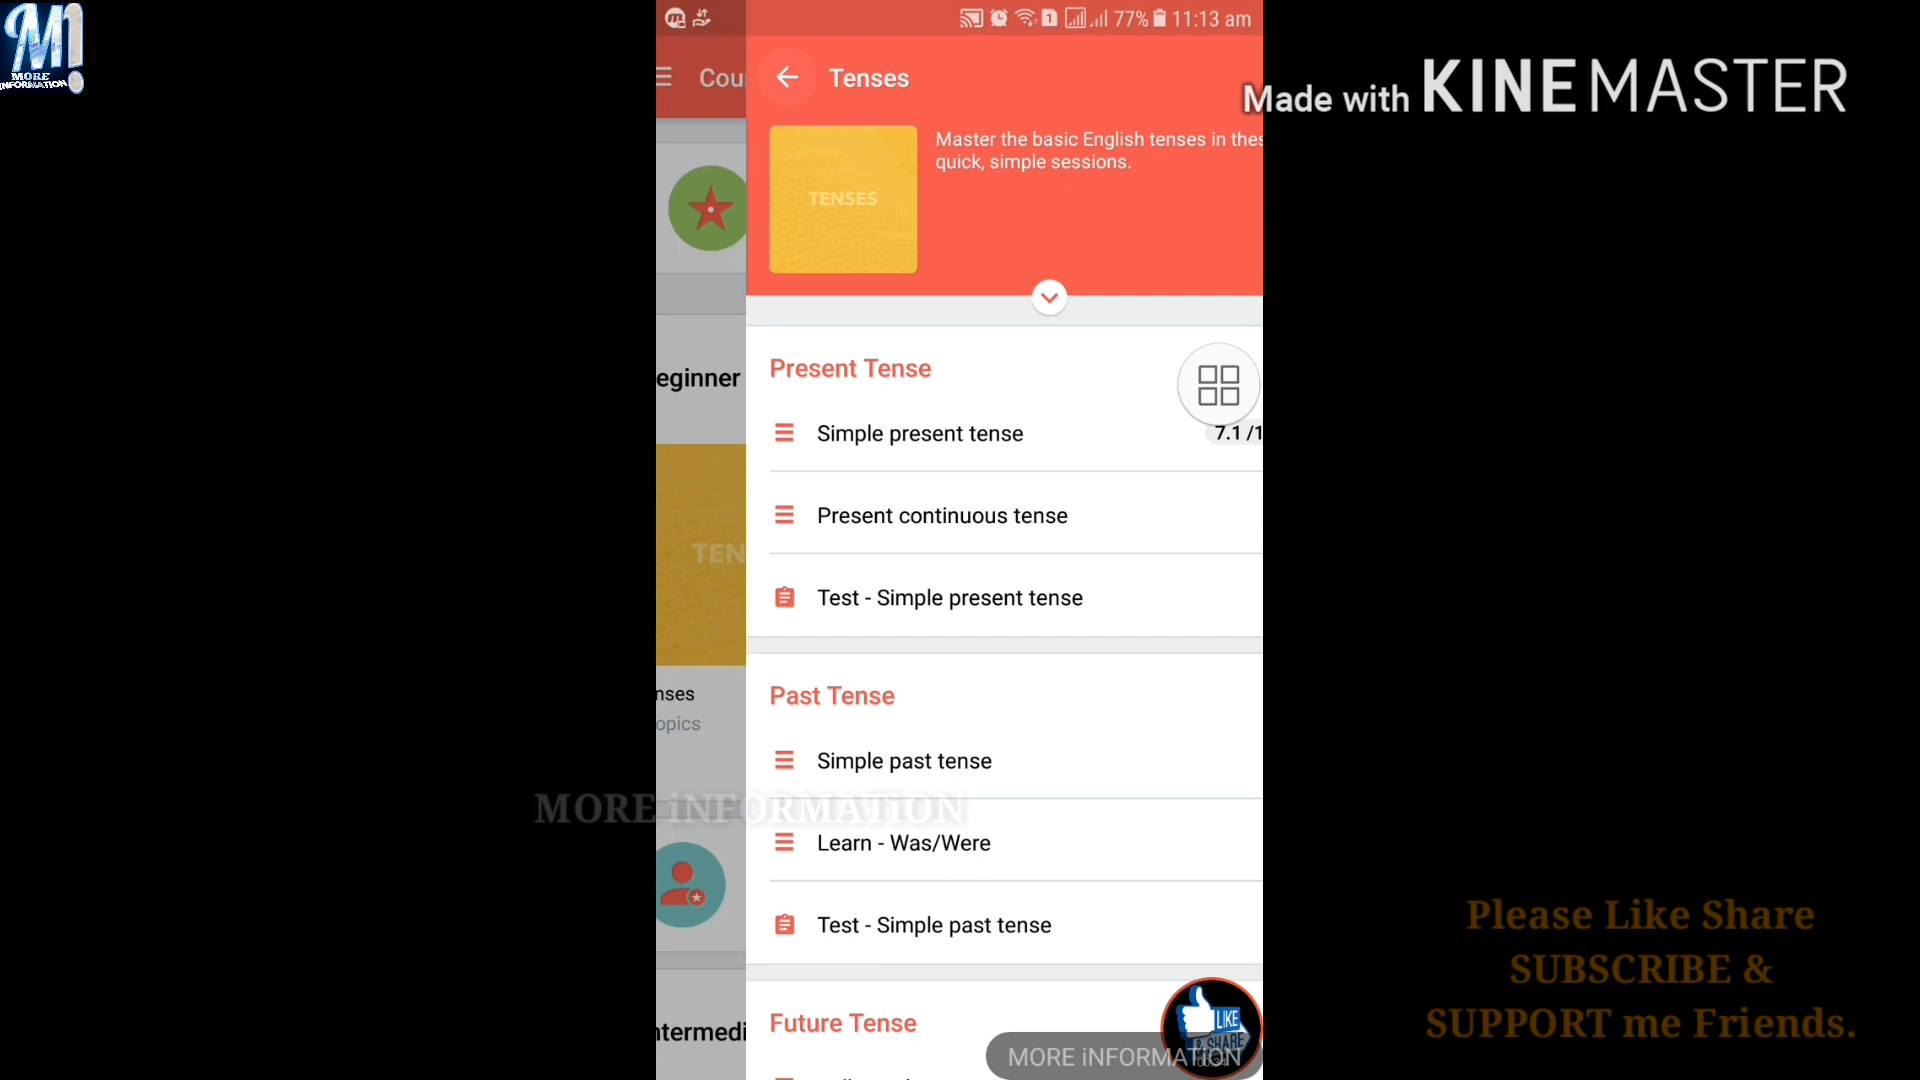 M1
MORE
INFORMATION
77% 11:13 am
Cou
Tenses
Made with KINEMASTER
Master the basic English tenses in thes
quick, simple sessions.
TENSES
Present Tense
eginner
Simple present tense
7.1 /1
Present continuous tense
TEN
Test - Simple present tense
Past Tense
nses
opics
Simple past tense
MORE iNFORMATiON
Learn - Was/Were
Test - Simple past tense
Please Like Share
SUBSCRIBE &
SUPPORT me Friends.
Future Tense
ntermedi
LIKE
& SHARE
MORE iNFORMATiON